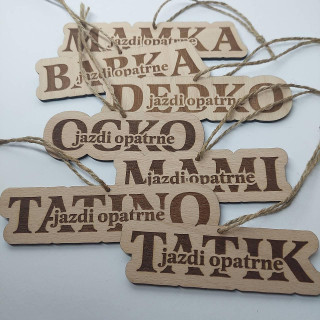 MAMKA
jazdi opatrne
BABKA
jazdi opatrne
DEDKO
jazdi opatrne
OCKO
jazdi opatrne
MAMI
jazdi opatrne
TATINO
jazdi opatrne
TATIK
jazdi opatrne